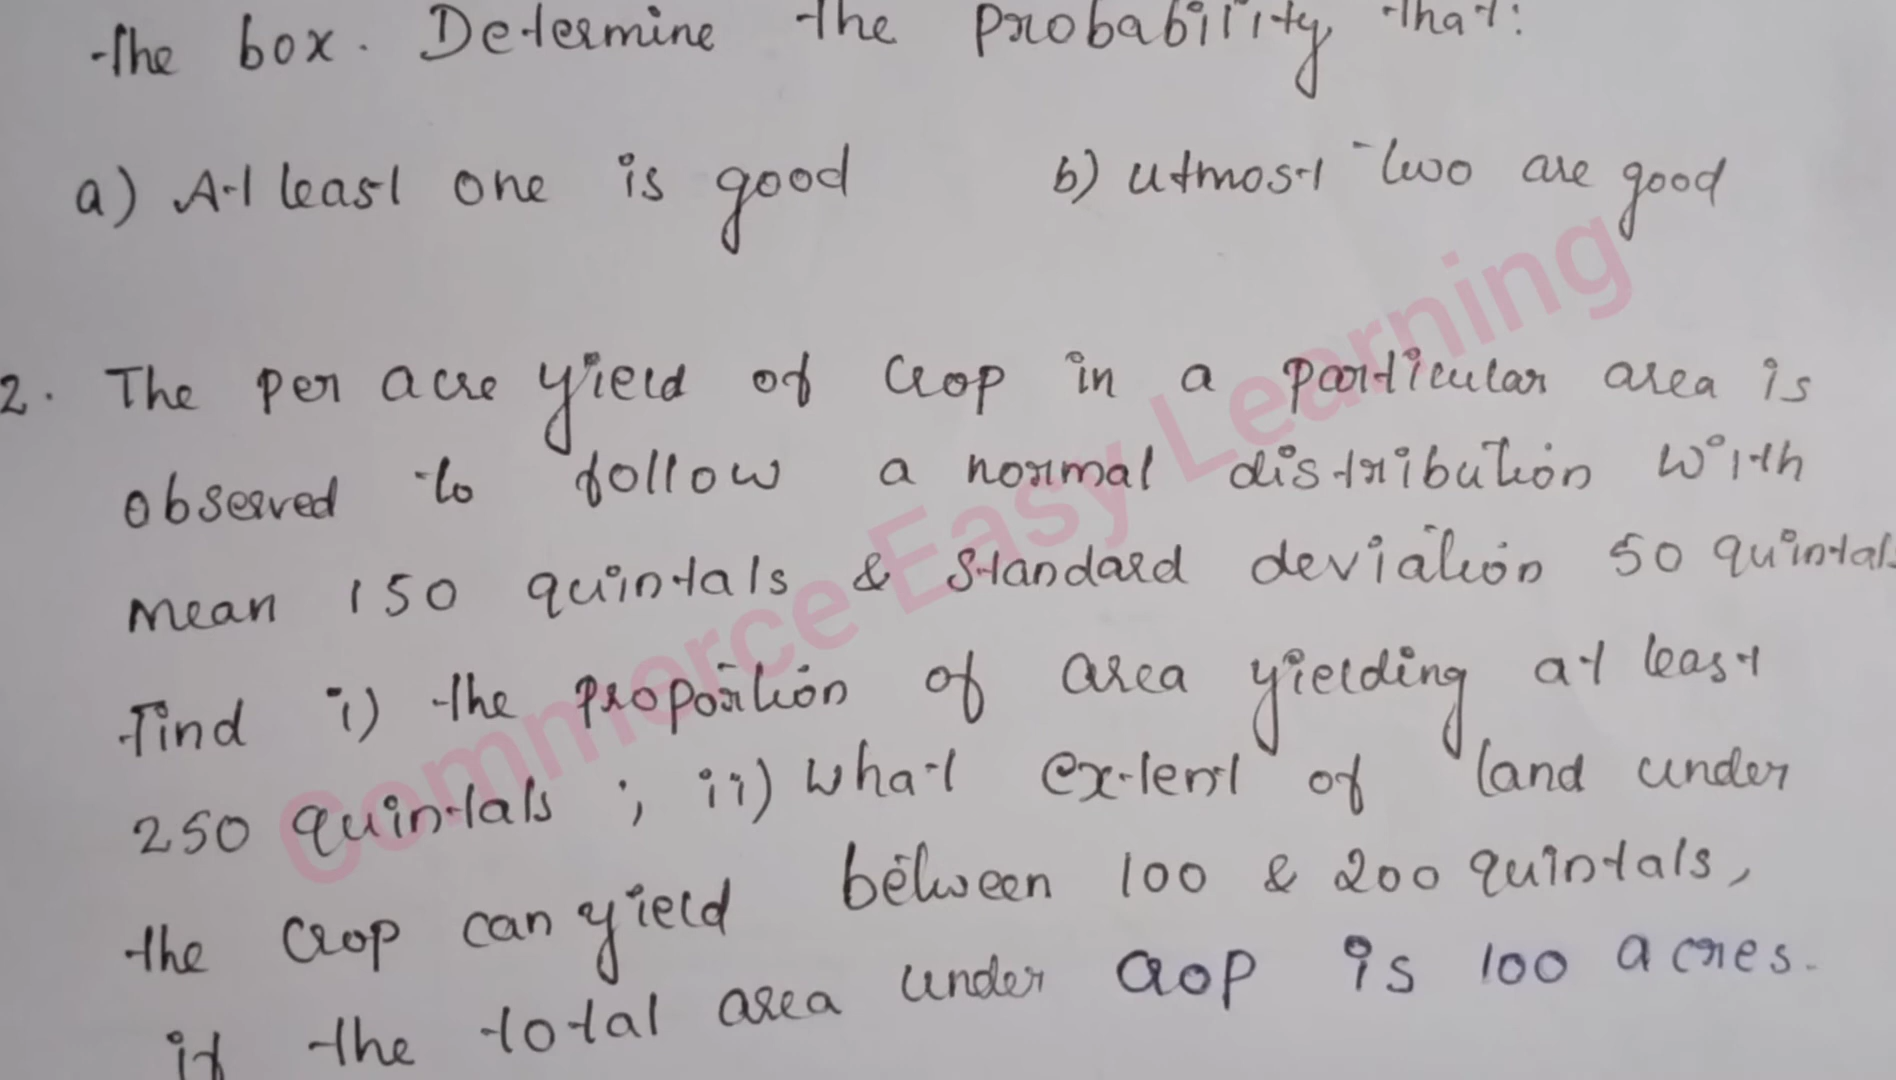 the box. Determine the probability that:
a) At least one is good b) utmost two are good
2. The per acre yield of crop in a particular area is
observed to follow a normal distribution with
mean 150 quintals & Standard deviation 50 quintals
Find i) the proportion of area yielding at least
250 quintals ; ii) what extent of land under
the crop can yield between 100 & 200 quintals,
if the total area under crop is 100 acres.
Commerce Easy Learning